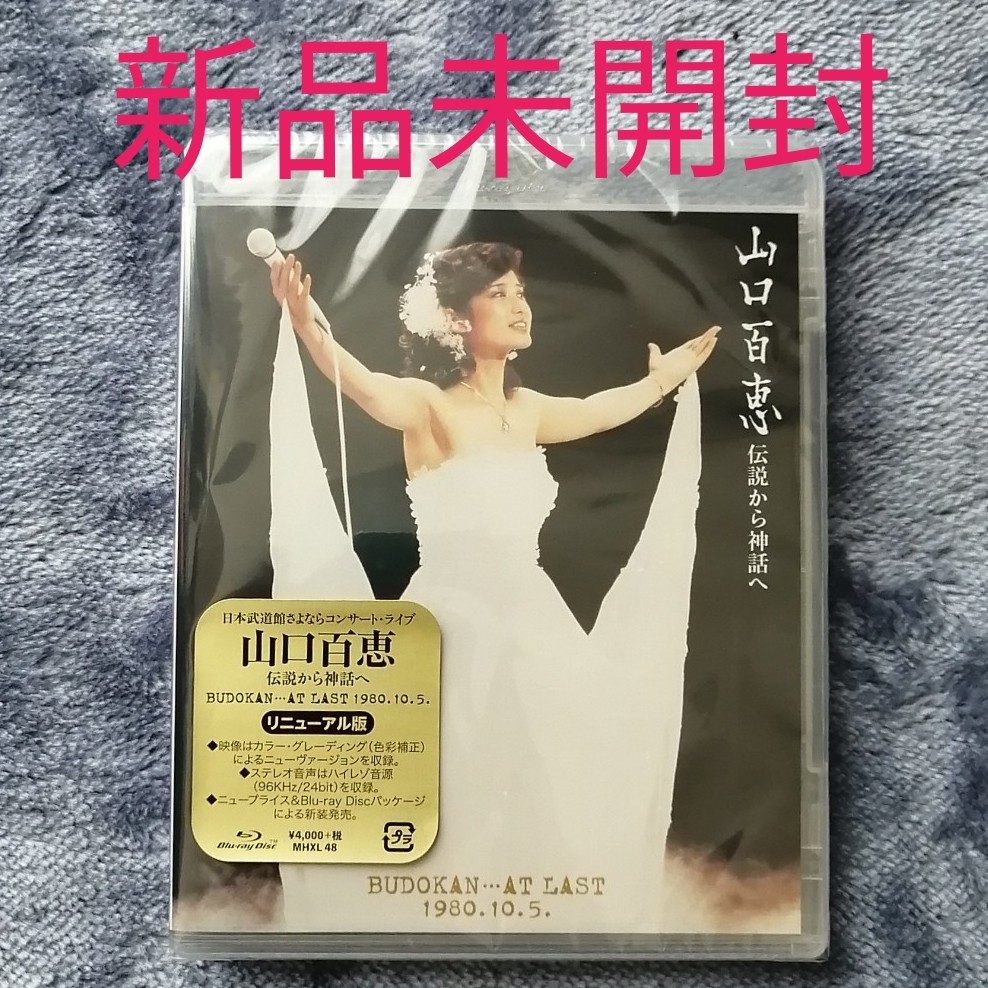 新品未開封
山口百恵
伝説から神話へ
日本武道館さよならコンサート・ライブ
山口百恵
伝説から神話へ
BUDOKAN…AT LAST 1980.10.5.
リニューアル版
◆映像はカラー・グレーディング(色彩補正)
によるニューヴァージョンを収録。
◆ステレオ音声はハイレゾ音源
(96KHz/24bit)を収録。
◆ニュープライス&Blu-ray Discパッケージ
による新装発売。
Blu-ray Disc™
¥4,000+税
MHXL 48
プラ
BUDOKAN…AT LAST
1980.10.5.